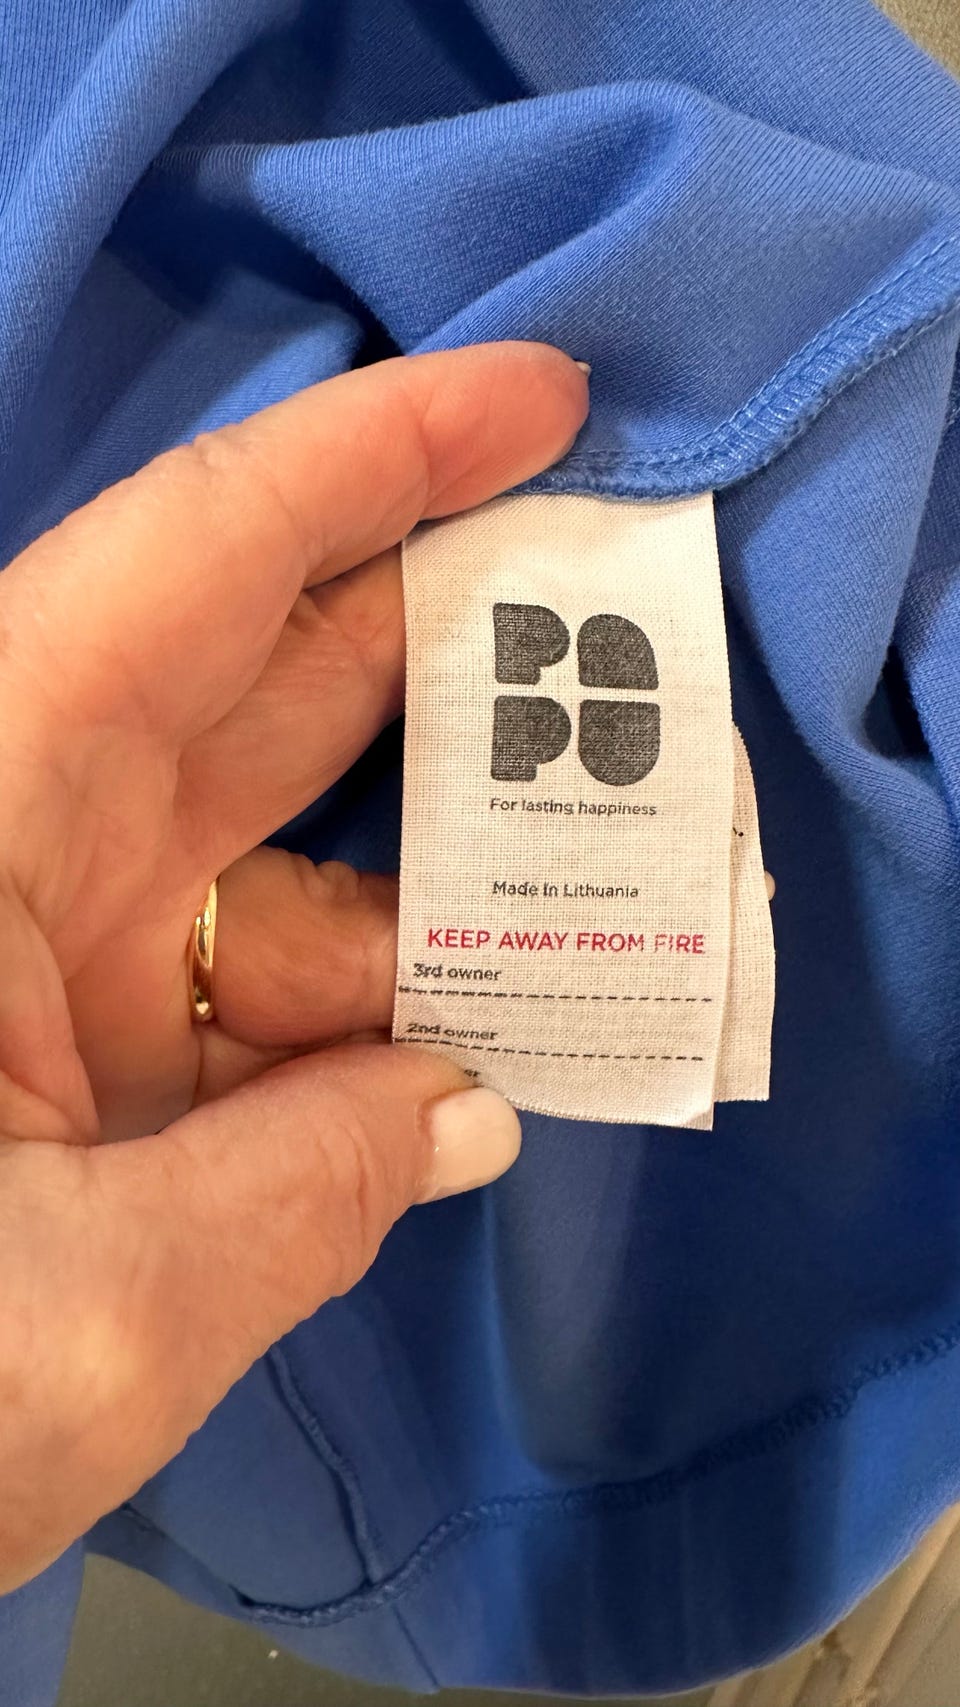 PA
PU
For lasting happiness
Made in Lithuania
KEEP AWAY FROM FIRE
3rd owner
2nd owner